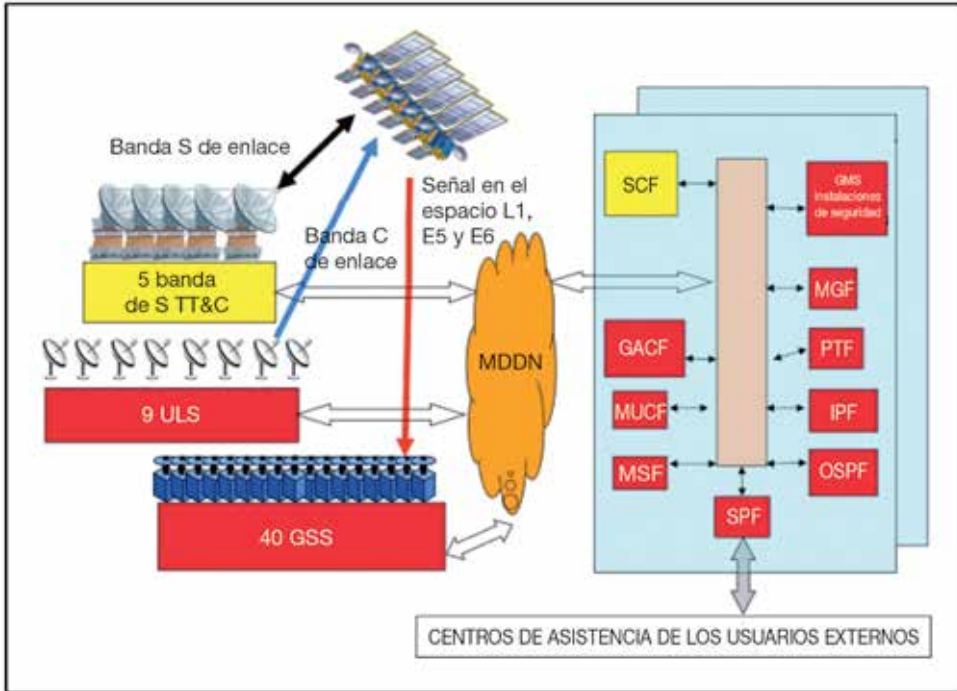 Banda S de enlace
Señal en el
espacio L1,
E5 y E6
Banda C
de enlace
5 banda
de S TT&C
9 ULS
40 GSS
MDDN
SCF
GMS
instalaciones
de seguridad
MGF
GACF
PTF
MUCF
IPF
MSF
OSPF
SPF
CENTROS DE ASISTENCIA DE LOS USUARIOS EXTERNOS